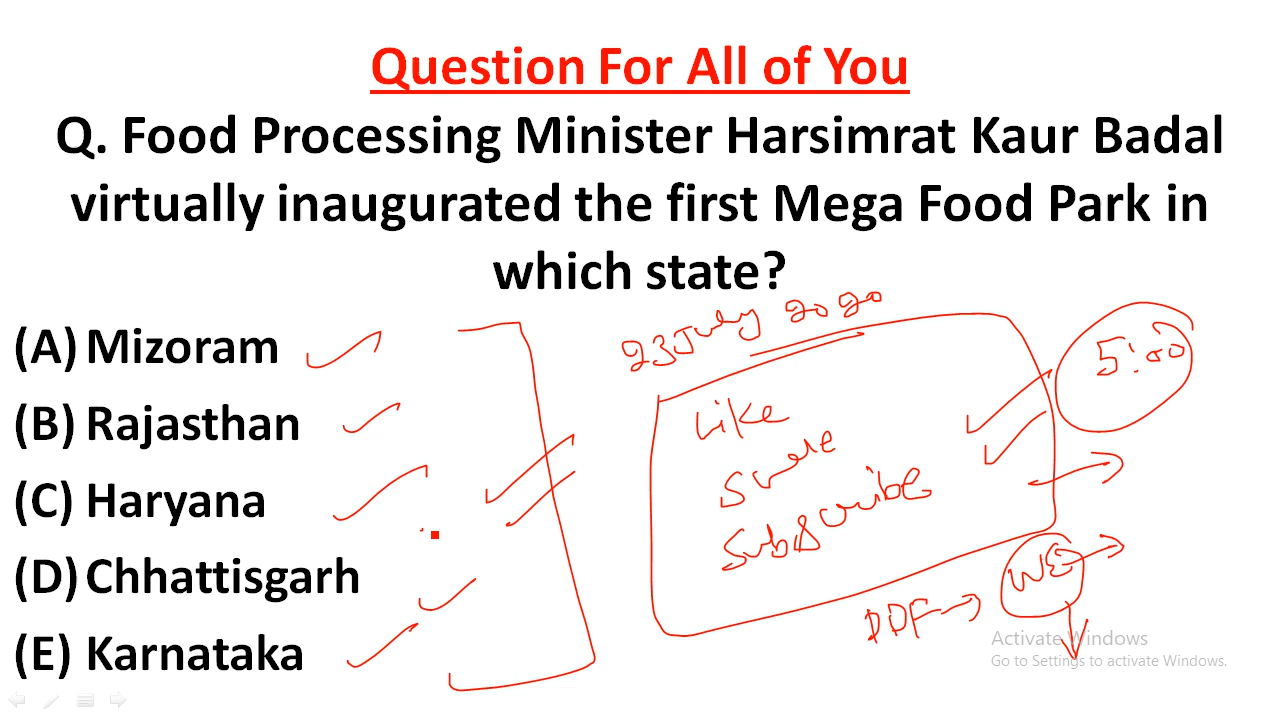 Question For All of You
Q. Food Processing Minister Harsimrat Kaur Badal
virtually inaugurated the first Mega Food Park in
which state?
(A) Mizoram
(B) Rajasthan
(C) Haryana
(D) Chhattisgarh
(E) Karnataka
23 July 2020
5:00
Like
Share
Subscribe
PDF → WE
Activate Windows
Go to Settings to activate Windows.